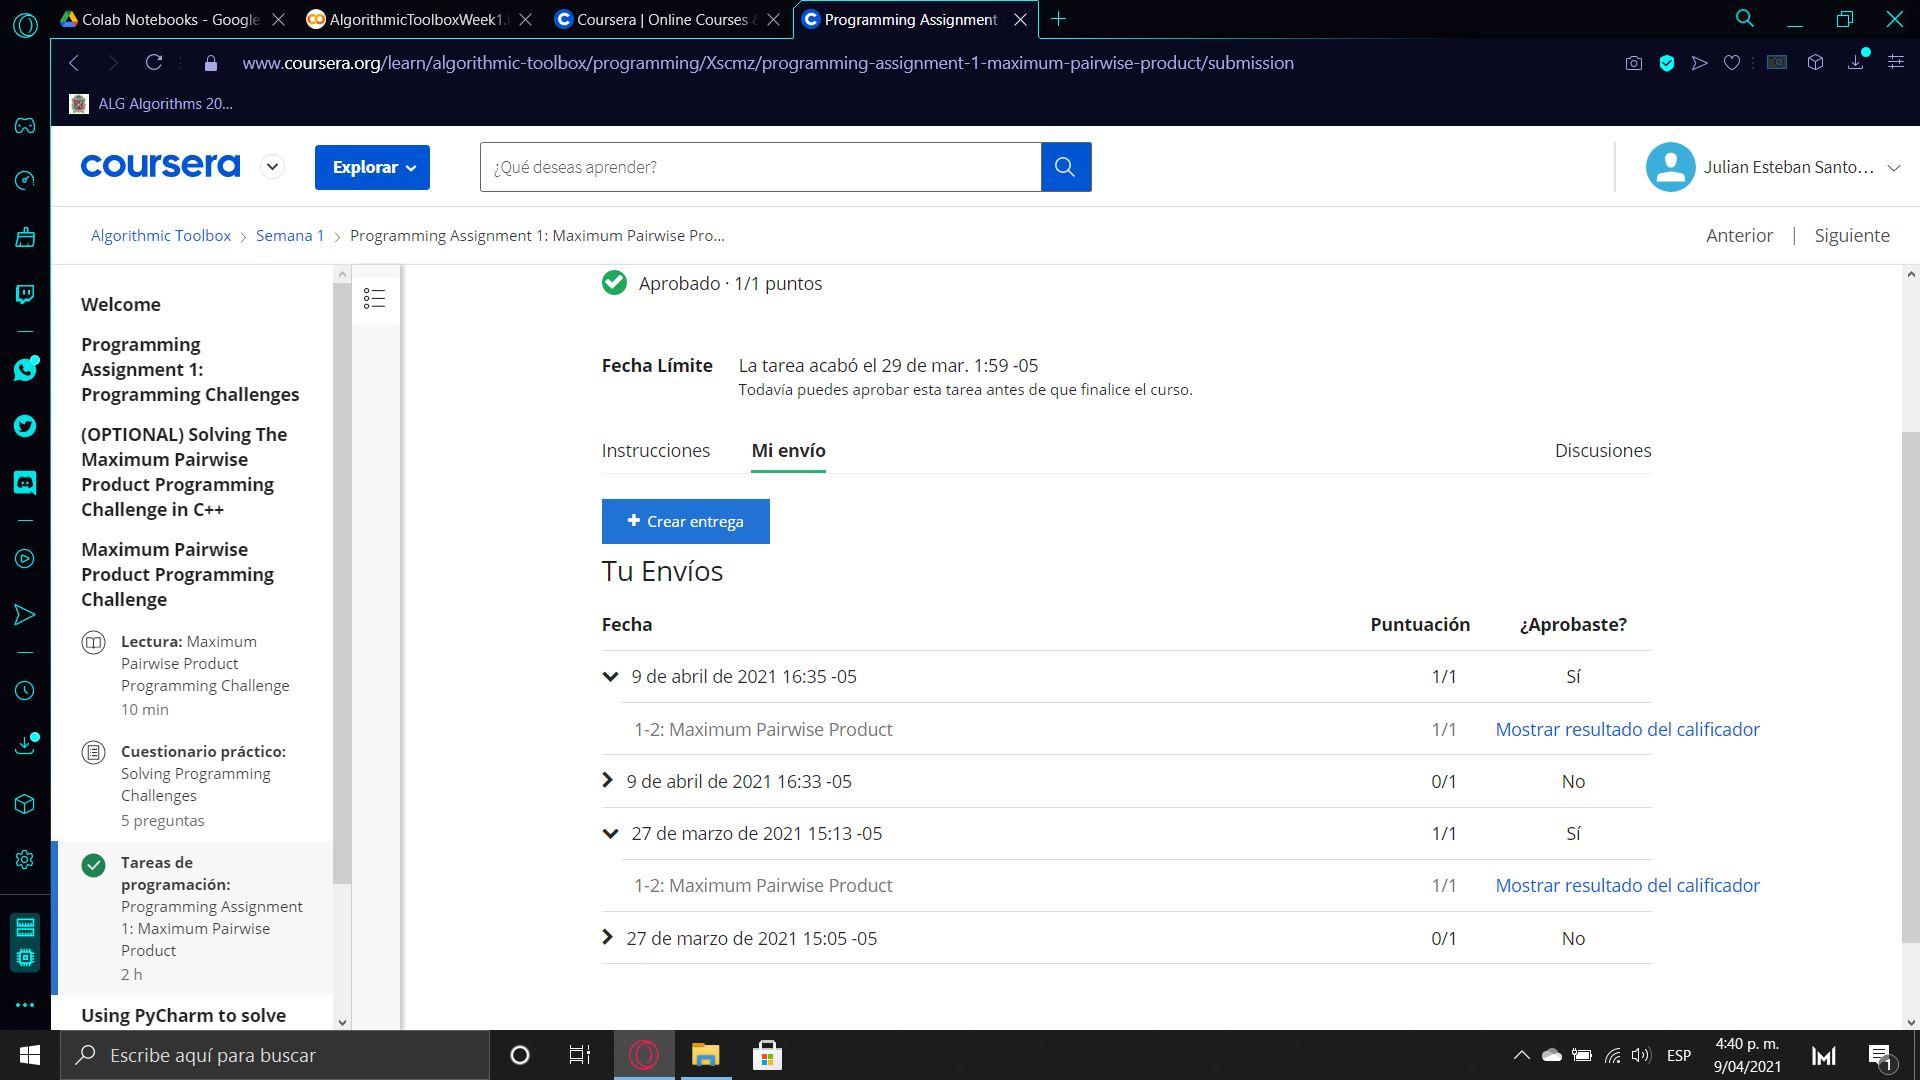 Colab Notebooks - Google
AlgorithmicToolboxWeek1.i
Coursera | Online Courses &
Programming Assignment
www.coursera.org/learn/algorithmic-toolbox/programming/Xscmz/programming-assignment-1-maximum-pairwise-product/submission
ALG Algorithms 20...
coursera
Explorar
¿Qué deseas aprender?
Julian Esteban Santo...
Algorithmic Toolbox > Semana 1 > Programming Assignment 1: Maximum Pairwise Pro...
Anterior | Siguiente
Welcome
Programming
Assignment 1:
Programming Challenges
(OPTIONAL) Solving The
Maximum Pairwise
Product Programming
Challenge in C++
Maximum Pairwise
Product Programming
Challenge
Lectura: Maximum
Pairwise Product
Programming Challenge
10 min
Cuestionario práctico:
Solving Programming
Challenges
5 preguntas
Tareas de
programación:
Programming Assignment
1: Maximum Pairwise
Product
2 h
Using PyCharm to solve
Aprobado · 1/1 puntos
Fecha Límite La tarea acabó el 29 de mar. 1:59 -05
Todavía puedes aprobar esta tarea antes de que finalice el curso.
Instrucciones Mi envío Discusiones
+ Crear entrega
Tu Envíos
Fecha Puntuación ¿Aprobaste?
9 de abril de 2021 16:35 -05 1/1 Sí
1-2: Maximum Pairwise Product 1/1 Mostrar resultado del calificador
9 de abril de 2021 16:33 -05 0/1 No
27 de marzo de 2021 15:13 -05 1/1 Sí
1-2: Maximum Pairwise Product 1/1 Mostrar resultado del calificador
27 de marzo de 2021 15:05 -05 0/1 No
Escribe aquí para buscar
ESP
4:40 p. m.
9/04/2021
1